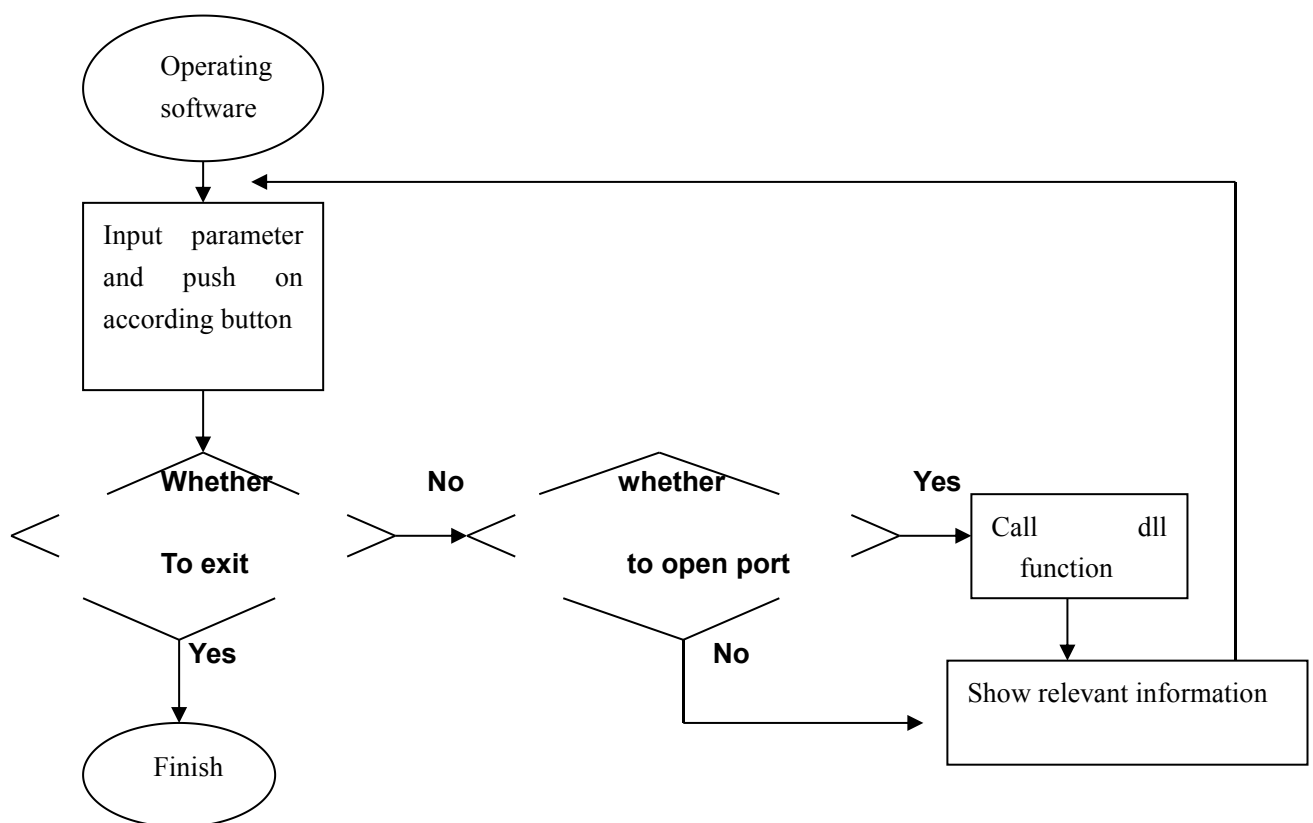 Operating
software
Input parameter
and push on
according button
Whether
To exit
No
whether
to open port
Yes
Call dll
function
Yes
No
Show relevant information
Finish